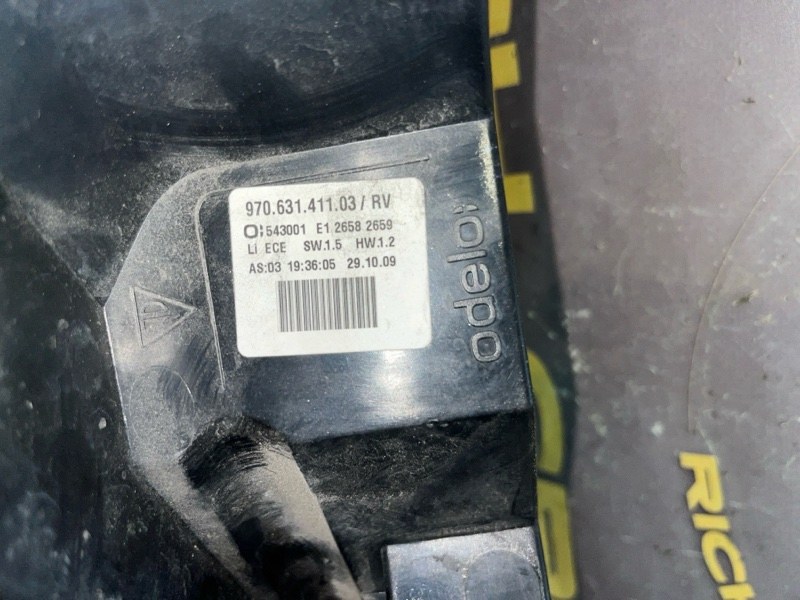 970.631.411.03 / RV
O:543001 E1 2658 2659
LI ECE SW.1.5 HW.1.2
AS:03 19:36:05 29.10.09
:odelo
RICH